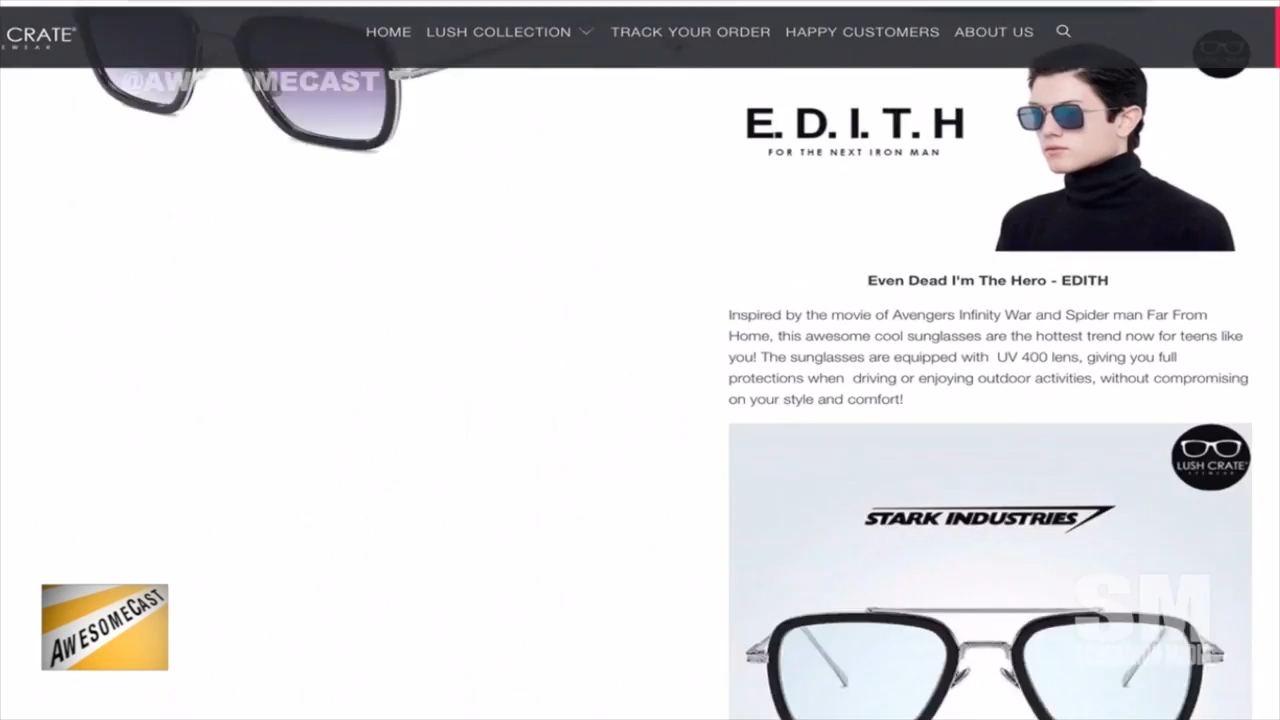 CRATE®
EWEAR
HOME LUSH COLLECTION TRACK YOUR ORDER HAPPY CUSTOMERS ABOUT US
@AWESOMECAST
E.D.I.T.H
FOR THE NEXT IRON MAN
Even Dead I'm The Hero - EDITH
Inspired by the movie of Avengers Infinity War and Spider man Far From
Home, this awesome cool sunglasses are the hottest trend now for teens like
you! The sunglasses are equipped with UV 400 lens, giving you full
protections when driving or enjoying outdoor activities, without compromising
on your style and comfort!
LUSH CRATE®
EYEWEAR
STARK INDUSTRIES
AWESOMECAST
SM